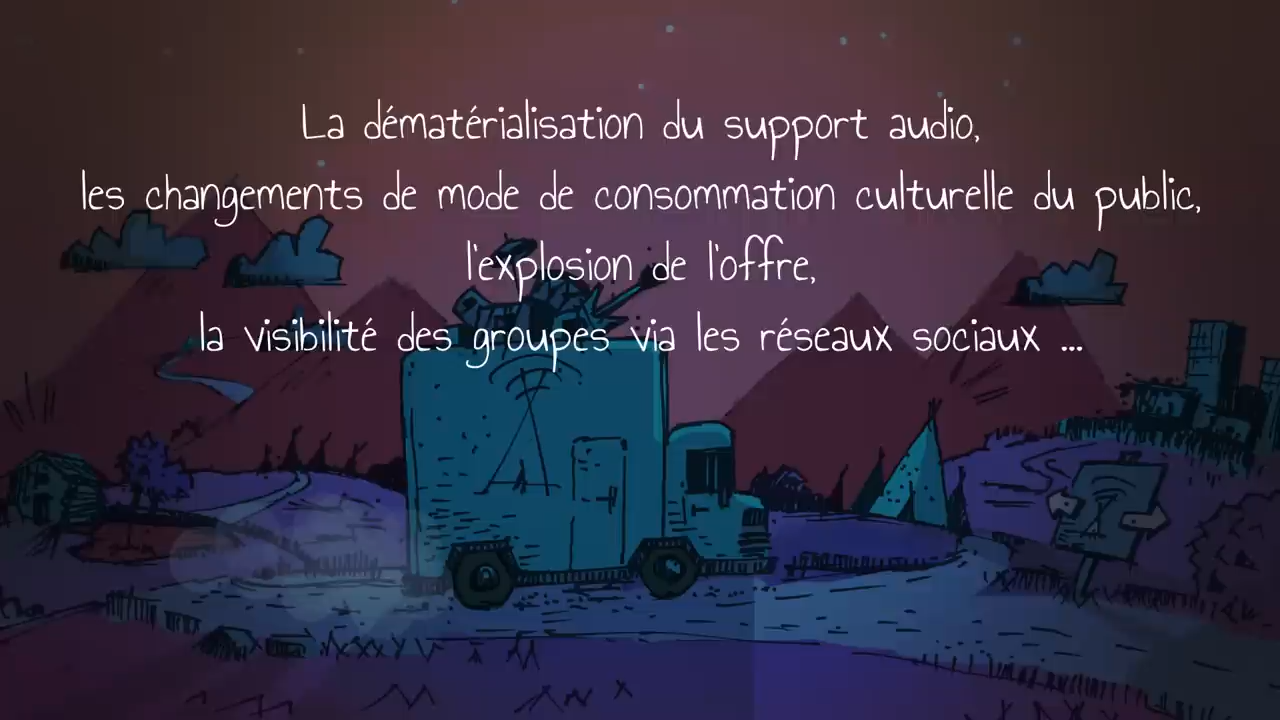 La dématérialisation du support audio,
les changements de mode de consommation culturelle du public,
l'explosion de l'offre,
la visibilité des groupes via les réseaux sociaux ...